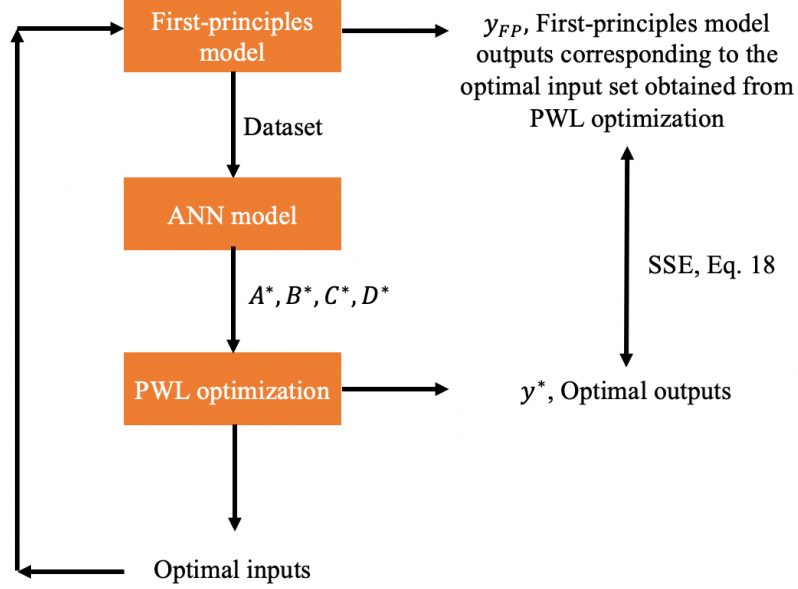 First-principles
model
y_FP, First-principles model
outputs corresponding to the
optimal input set obtained from
PWL optimization
Dataset
ANN model
SSE, Eq. 18
A*, B*, C*, D*
PWL optimization
y*, Optimal outputs
Optimal inputs